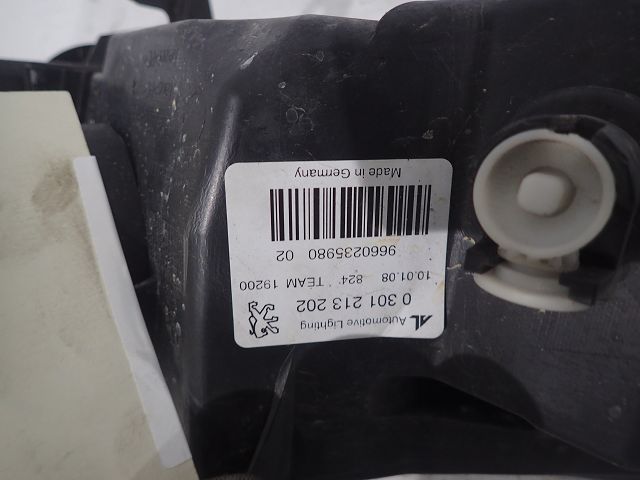 AL Automotive Lighting
0 301 213 202
10.01.08 824 TEAM 19200
9660235980 02
Made in Germany